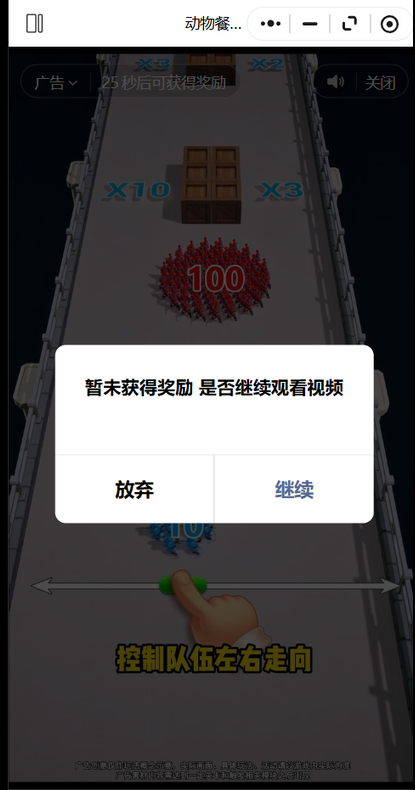 动物餐...
X3 X2
广告 25 秒后可获得奖励 关闭
X10 X3
100
暂未获得奖励 是否继续观看视频
放弃 继续
10
控制队伍左右走向